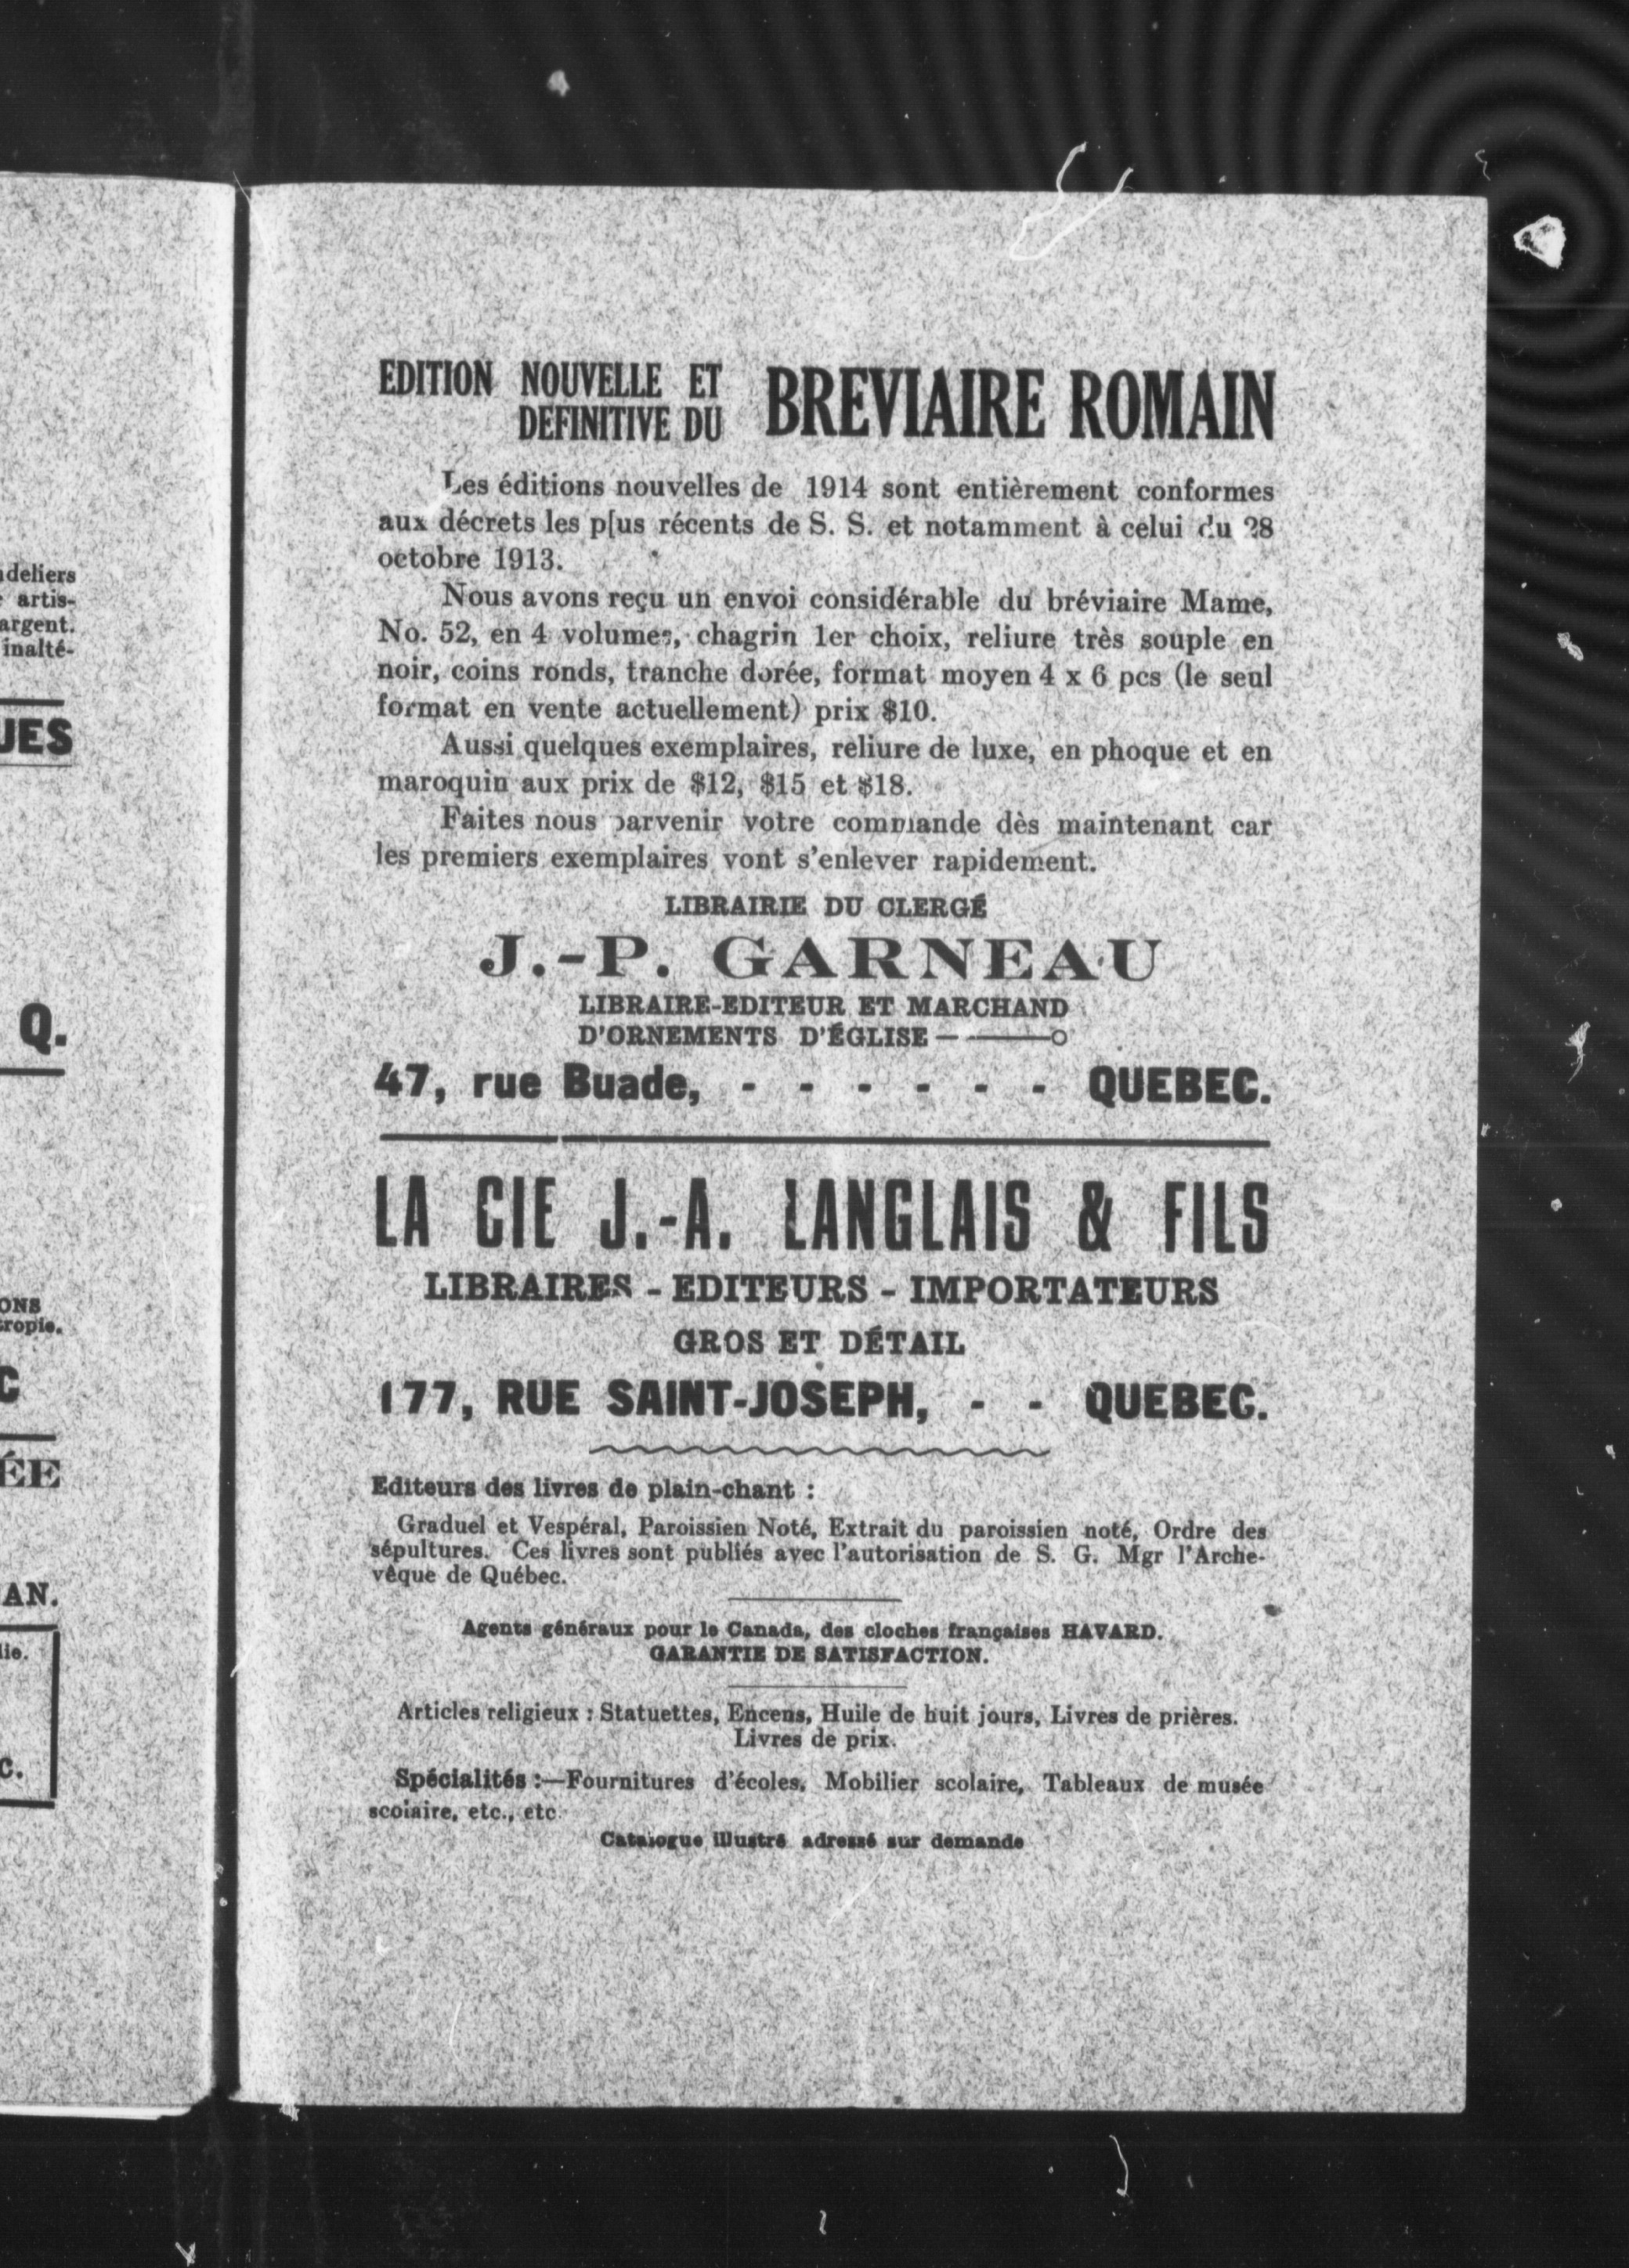 deliers
artis-
argent.
inalté-
UES
Q.
ONS
tropie.
C
ÉE
AN.
lie.
C.
EDITION NOUVELLE ET
DEFINITIVE DU BREVIAIRE ROMAIN
Les éditions nouvelles de 1914 sont entièrement conformes
aux décrets les plus récents de S. S. et notamment à celui du 28
octobre 1913.
Nous avons reçu un envoi considérable du bréviaire Mame,
No. 52, en 4 volumes, chagrin 1er choix, reliure très souple en
noir, coins ronds, tranche dorée, format moyen 4 x 6 pcs (le seul
format en vente actuellement) prix $10.
Aussi quelques exemplaires, reliure de luxe, en phoque et en
maroquin aux prix de $12, $15 et $18.
Faites nous parvenir votre commande dès maintenant car
les premiers exemplaires vont s'enlever rapidement.
LIBRAIRIE DU CLERGÉ
J.-P. GARNEAU
LIBRAIRE-EDITEUR ET MARCHAND
D'ORNEMENTS D'ÉGLISE
47, rue Buade, - - - - - - QUEBEC.
LA CIE J.-A. LANGLAIS & FILS
LIBRAIRES - EDITEURS - IMPORTATEURS
GROS ET DÉTAIL
177, RUE SAINT-JOSEPH, - - QUEBEC.
Editeurs des livres de plain-chant :
Graduel et Vespéral, Paroissien Noté, Extrait du paroissien noté, Ordre des
sépultures. Ces livres sont publiés avec l'autorisation de S. G. Mgr l'Arche-
vêque de Québec.
Agents généraux pour le Canada, des cloches françaises HAVARD.
GARANTIE DE SATISFACTION.
Articles religieux : Statuettes, Encens, Huile de huit jours, Livres de prières.
Livres de prix.
Spécialités :—Fournitures d'écoles, Mobilier scolaire, Tableaux de musée
scolaire, etc., etc.
Catalogue illustré adressé sur demande